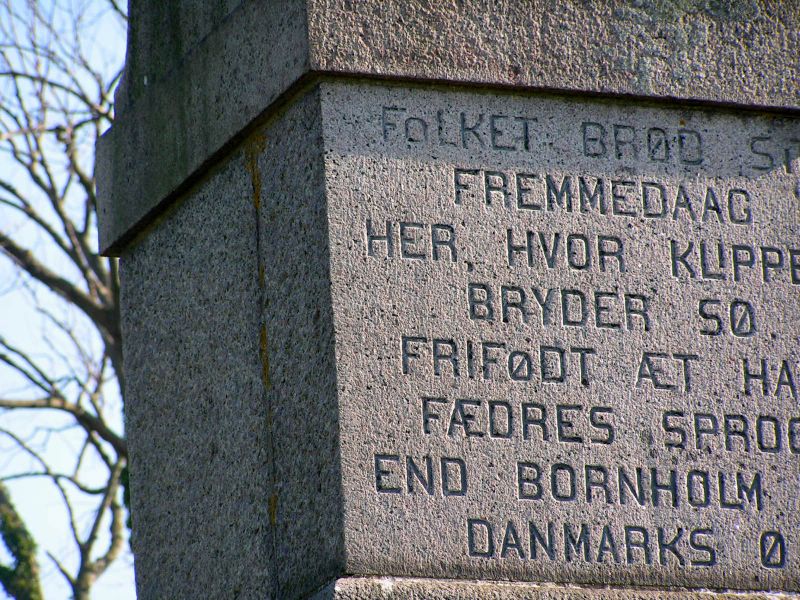 FOLKET BRØD S
FREMMEDAAG
HER, HVOR KLIPPE
BRYDER SØ.
FRIFØDT ÆT HA
FÆDRES SPROG
END BORNHOLM
DANMARKS Ø